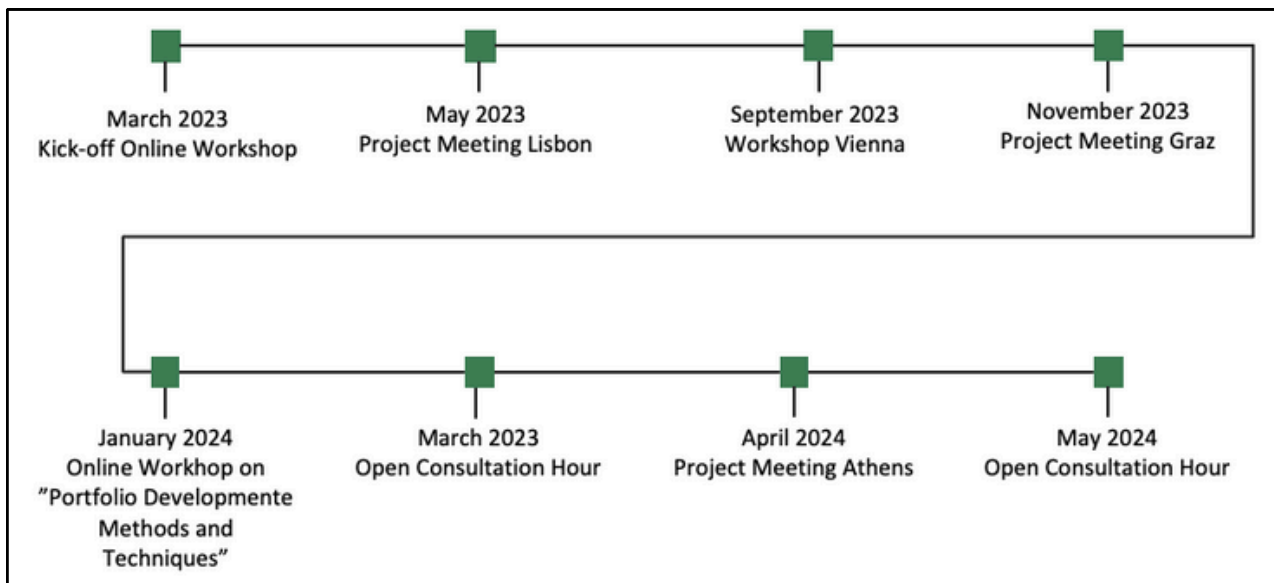 March 2023
Kick-off Online Workshop
May 2023
Project Meeting Lisbon
September 2023
Workshop Vienna
November 2023
Project Meeting Graz
January 2024
Online Workhop on
”Portfolio Developmente
Methods and
Techniques”
March 2023
Open Consultation Hour
April 2024
Project Meeting Athens
May 2024
Open Consultation Hour